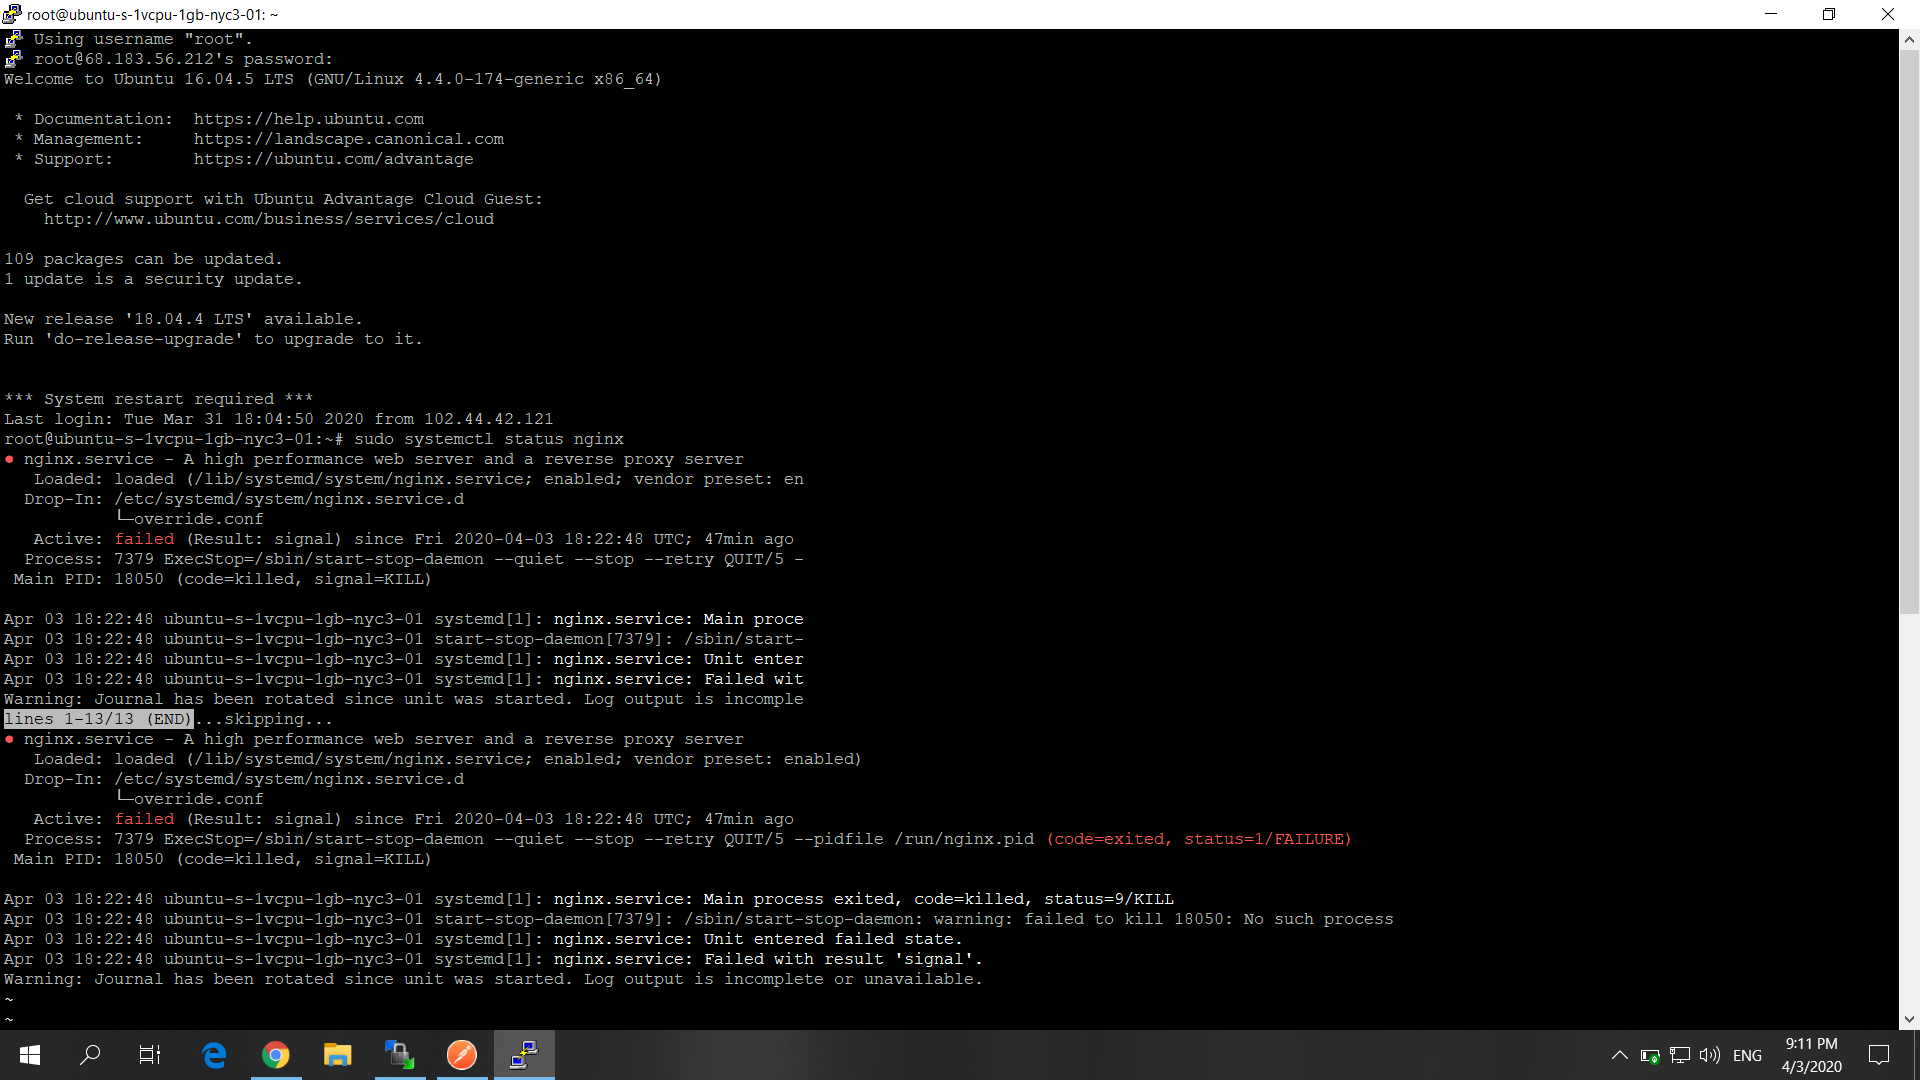 root@ubuntu-s-1vcpu-1gb-nyc3-01: ~
Using username "root".
root@68.183.56.212's password:
Welcome to Ubuntu 16.04.5 LTS (GNU/Linux 4.4.0-174-generic x86_64)
* Documentation:  https://help.ubuntu.com
* Management:     https://landscape.canonical.com
* Support:        https://ubuntu.com/advantage
Get cloud support with Ubuntu Advantage Cloud Guest:
http://www.ubuntu.com/business/services/cloud
109 packages can be updated.
1 update is a security update.
New release '18.04.4 LTS' available.
Run 'do-release-upgrade' to upgrade to it.
*** System restart required ***
Last login: Tue Mar 31 18:04:50 2020 from 102.44.42.121
root@ubuntu-s-1vcpu-1gb-nyc3-01:~# sudo systemctl status nginx
● nginx.service - A high performance web server and a reverse proxy server
Loaded: loaded (/lib/systemd/system/nginx.service; enabled; vendor preset: en
Drop-In: /etc/systemd/system/nginx.service.d
└─override.conf
Active: failed (Result: signal) since Fri 2020-04-03 18:22:48 UTC; 47min ago
Process: 7379 ExecStop=/sbin/start-stop-daemon --quiet --stop --retry QUIT/5 -
Main PID: 18050 (code=killed, signal=KILL)
Apr 03 18:22:48 ubuntu-s-1vcpu-1gb-nyc3-01 systemd[1]: nginx.service: Main proce
Apr 03 18:22:48 ubuntu-s-1vcpu-1gb-nyc3-01 start-stop-daemon[7379]: /sbin/start-
Apr 03 18:22:48 ubuntu-s-1vcpu-1gb-nyc3-01 systemd[1]: nginx.service: Unit enter
Apr 03 18:22:48 ubuntu-s-1vcpu-1gb-nyc3-01 systemd[1]: nginx.service: Failed wit
Warning: Journal has been rotated since unit was started. Log output is incomple
lines 1-13/13 (END)...skipping...
● nginx.service - A high performance web server and a reverse proxy server
Loaded: loaded (/lib/systemd/system/nginx.service; enabled; vendor preset: enabled)
Drop-In: /etc/systemd/system/nginx.service.d
└─override.conf
Active: failed (Result: signal) since Fri 2020-04-03 18:22:48 UTC; 47min ago
Process: 7379 ExecStop=/sbin/start-stop-daemon --quiet --stop --retry QUIT/5 --pidfile /run/nginx.pid (code=exited, status=1/FAILURE)
Main PID: 18050 (code=killed, signal=KILL)
Apr 03 18:22:48 ubuntu-s-1vcpu-1gb-nyc3-01 systemd[1]: nginx.service: Main process exited, code=killed, status=9/KILL
Apr 03 18:22:48 ubuntu-s-1vcpu-1gb-nyc3-01 start-stop-daemon[7379]: /sbin/start-stop-daemon: warning: failed to kill 18050: No such process
Apr 03 18:22:48 ubuntu-s-1vcpu-1gb-nyc3-01 systemd[1]: nginx.service: Unit entered failed state.
Apr 03 18:22:48 ubuntu-s-1vcpu-1gb-nyc3-01 systemd[1]: nginx.service: Failed with result 'signal'.
Warning: Journal has been rotated since unit was started. Log output is incomplete or unavailable.
~
~
ENG
9:11 PM
4/3/2020